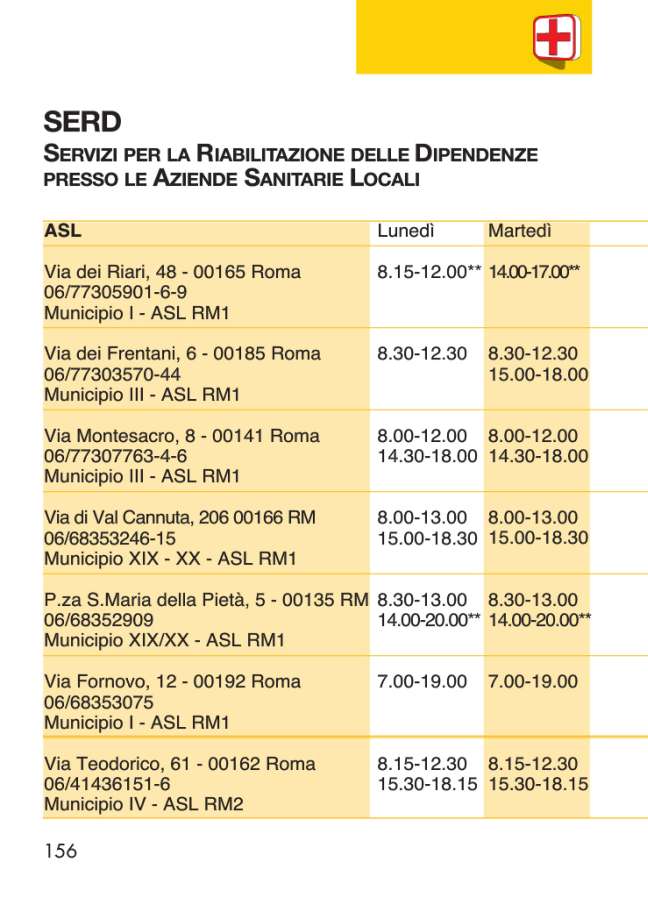 SERD
SERVIZI PER LA RIABILITAZIONE DELLE DIPENDENZE
PRESSO LE AZIENDE SANITARIE LOCALI
ASL Lunedì Martedì
Via dei Riari, 48 - 00165 Roma 8.15-12.00** 14.00-17.00**
06/77305901-6-9
Municipio I - ASL RM1
Via dei Frentani, 6 - 00185 Roma 8.30-12.30 8.30-12.30
06/77303570-44 15.00-18.00
Municipio III - ASL RM1
Via Montesacro, 8 - 00141 Roma 8.00-12.00 8.00-12.00
06/77307763-4-6 14.30-18.00 14.30-18.00
Municipio III - ASL RM1
Via di Val Cannuta, 206 00166 RM 8.00-13.00 8.00-13.00
06/68353246-15 15.00-18.30 15.00-18.30
Municipio XIX - XX - ASL RM1
P.za S.Maria della Pietà, 5 - 00135 RM 8.30-13.00 8.30-13.00
06/68352909 14.00-20.00** 14.00-20.00**
Municipio XIX/XX - ASL RM1
Via Fornovo, 12 - 00192 Roma 7.00-19.00 7.00-19.00
06/68353075
Municipio I - ASL RM1
Via Teodorico, 61 - 00162 Roma 8.15-12.30 8.15-12.30
06/41436151-6 15.30-18.15 15.30-18.15
Municipio IV - ASL RM2
156